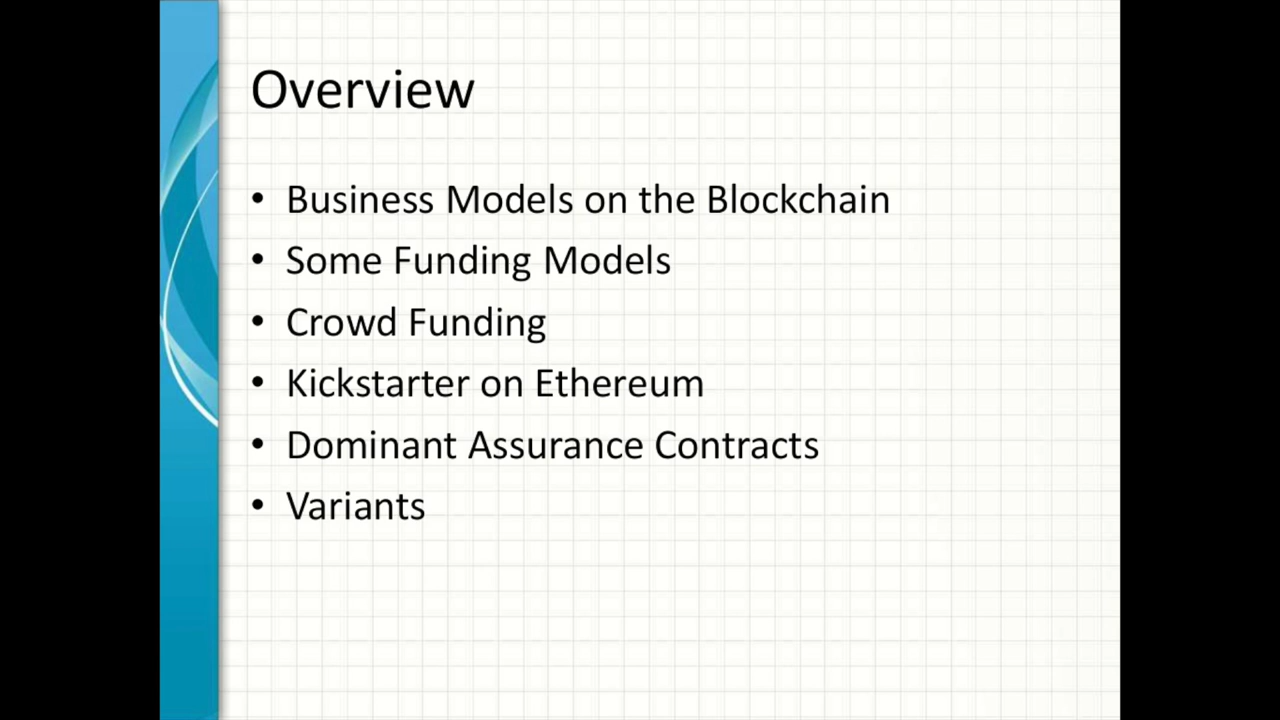 Overview
• Business Models on the Blockchain
• Some Funding Models
• Crowd Funding
• Kickstarter on Ethereum
• Dominant Assurance Contracts
• Variants